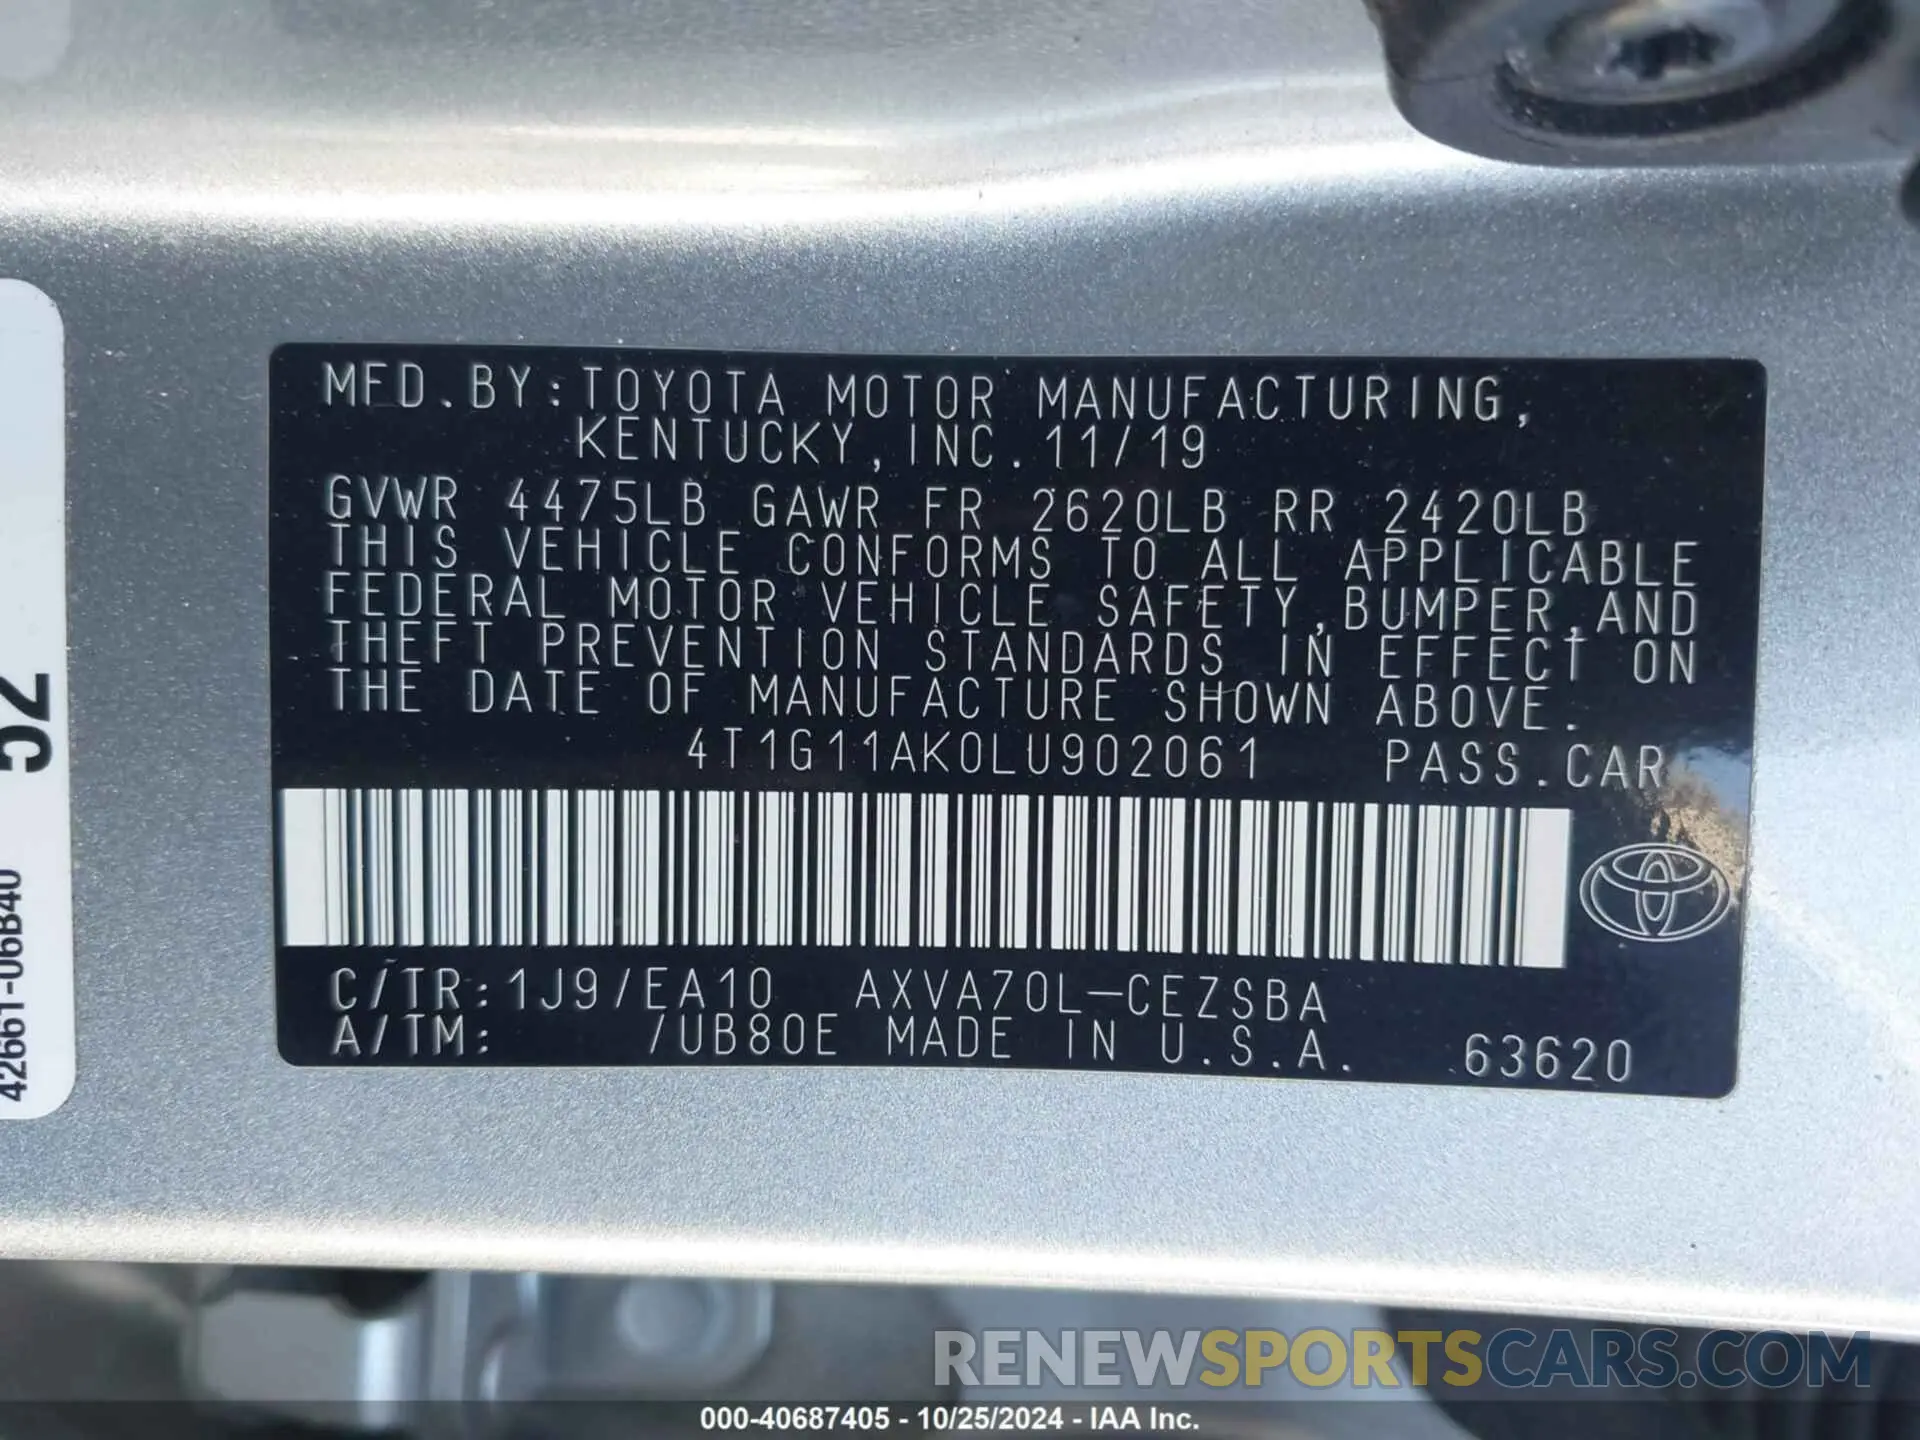 MFD.BY:TOYOTA MOTOR MANUFACTURING,
KENTUCKY,INC.11/19
GVWR 4475LB GAWR FR 2620LB RR 2420LB
THIS VEHICLE CONFORMS TO ALL APPLICABLE
FEDERAL MOTOR VEHICLE SAFETY,BUMPER,AND
THEFT PREVENTION STANDARDS IN EFFECT ON
THE DATE OF MANUFACTURE SHOWN ABOVE.
4T1G11AK0LU902061 PASS.CAR
C/TR:1J9/EA10 AXVA70L-CEZSBA
A/TM: /UB80E MADE IN U.S.A. 63620
52
42661-06B40
RENEWSPORTSCARS.COM
000-40687405 - 10/25/2024 - IAA Inc.